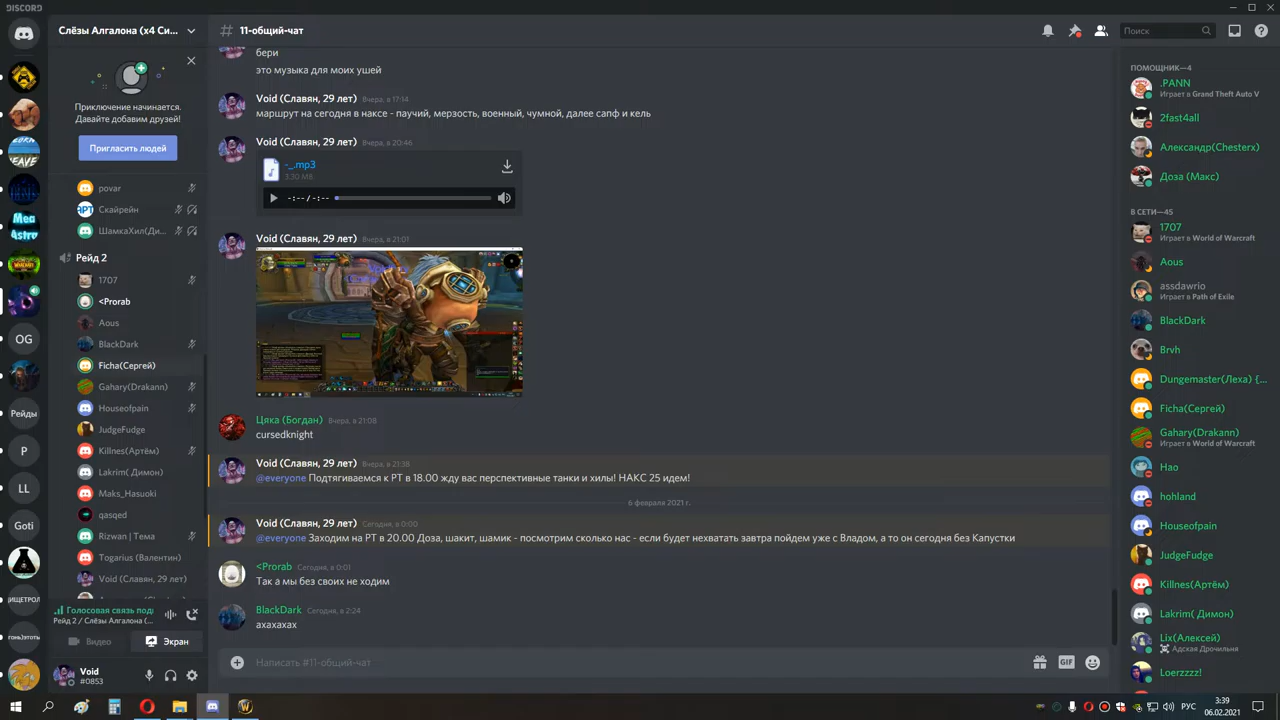 DISCORD
Слёзы Алгалона (x4 Си...
11-общий-чат
Поиск
Приключение начинается.
Давайте добавим друзей!
Пригласить людей
povar
Скайрейн
ШамкаХил(Ди...
Рейд 2
1707
<Prorab
Aous
BlackDark
Ficha(Сергей)
Gahary(Drakann)
Houseofpain
JudgeFudge
Killnes(Артём)
Lakrim( Димон)
Maks_Hasuoki
qasqed
Rizwan | Тема
Togarius (Валентин)
Void (Славян, 29 лет)
Голосовая связь подк
Рейд 2 / Слёзы Алгалона (...
Видео
Экран
Void
#0853
Mea
Astro
OG
Рейды
P
LL
Goti
бери
это музыка для моих ушей
Void (Славян, 29 лет) Вчера, в 17:14
маршрут на сегодня в наксе - паучий, мерзость, военный, чумной, далее сапф и кель
Void (Славян, 29 лет) Вчера, в 20:46
-_.mp3
3.30 MB
-:--/-:--
Void (Славян, 29 лет) Вчера, в 21:01
Цяка (Богдан) Вчера, в 21:08
cursedknight
Void (Славян, 29 лет) Вчера, в 21:38
@everyone Подтягиваемся к РТ в 18.00 жду вас перспективные танки и хилы! НАКС 25 идем!
6 февраля 2021 г.
Void (Славян, 29 лет) Сегодня, в 0:00
@everyone Заходим на РТ в 20.00 Доза, шакит, шамик - посмотрим сколько нас - если будет нехватать завтра пойдем уже с Владом, а то он сегодня без Капустки
<Prorab Сегодня, в 0:01
Так а мы без своих не ходим
BlackDark Сегодня, в 2:24
ахахахах
Написать #11-общий-чат
GIF
ПОМОЩНИК—4
.PANN
Играет в Grand Theft Auto V
2fast4all
Александр(Chesterx)
Доза (Макс)
В СЕТИ—45
1707
Играет в World of Warcraft
Aous
assdawrio
Играет в Path of Exile
BlackDark
Brvh
Dungemaster(Леха) {...
Ficha(Сергей)
Gahary(Drakann)
Играет в World of Warcraft
Hao
hohland
Houseofpain
JudgeFudge
Killnes(Артём)
Lakrim( Димон)
Lix(Алексей)
Адская Дрочильня
Loerzzzz!
РУС
3:39
06.02.2021